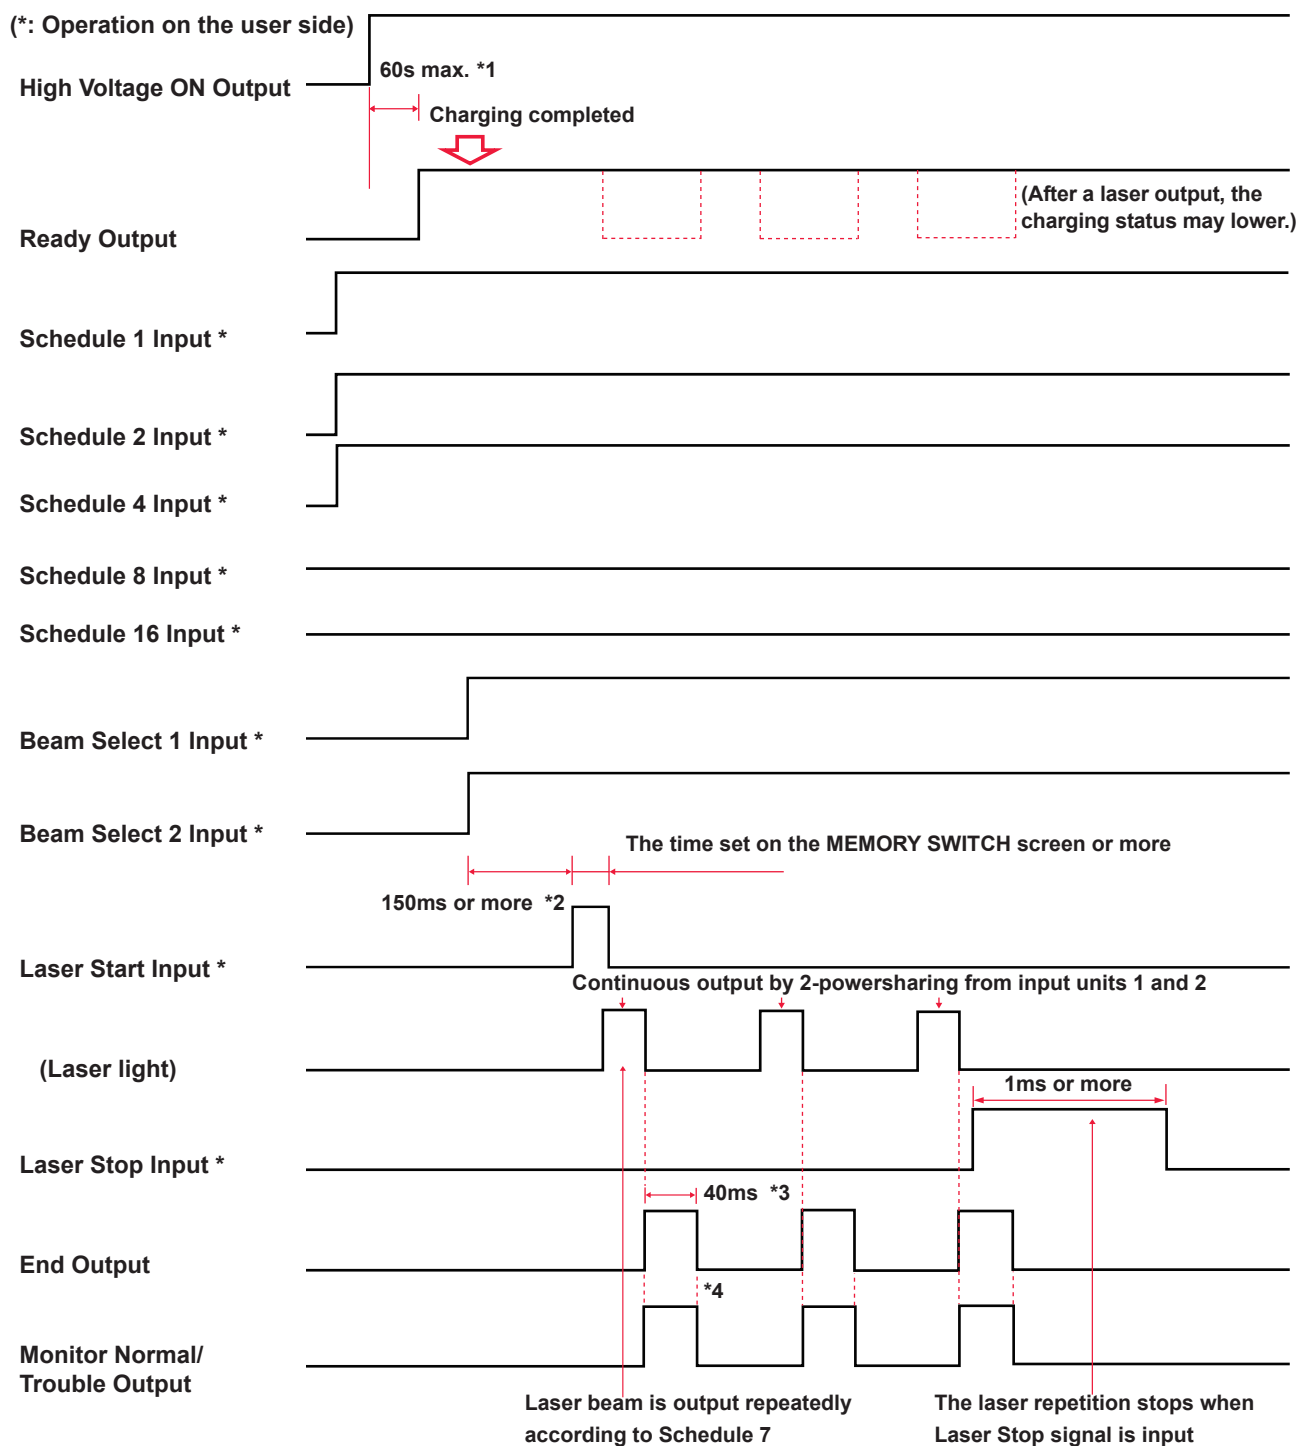 (*: Operation on the user side)
High Voltage ON Output
60s max. *1
Charging completed
Ready Output
(After a laser output, the
charging status may lower.)
Schedule 1 Input *
Schedule 2 Input *
Schedule 4 Input *
Schedule 8 Input *
Schedule 16 Input *
Beam Select 1 Input *
Beam Select 2 Input *
The time set on the MEMORY SWITCH screen or more
150ms or more *2
Laser Start Input *
Continuous output by 2-powersharing from input units 1 and 2
(Laser light)
1ms or more
Laser Stop Input *
40ms *3
End Output
*4
Monitor Normal/
Trouble Output
Laser beam is output repeatedly
according to Schedule 7
The laser repetition stops when
Laser Stop signal is input